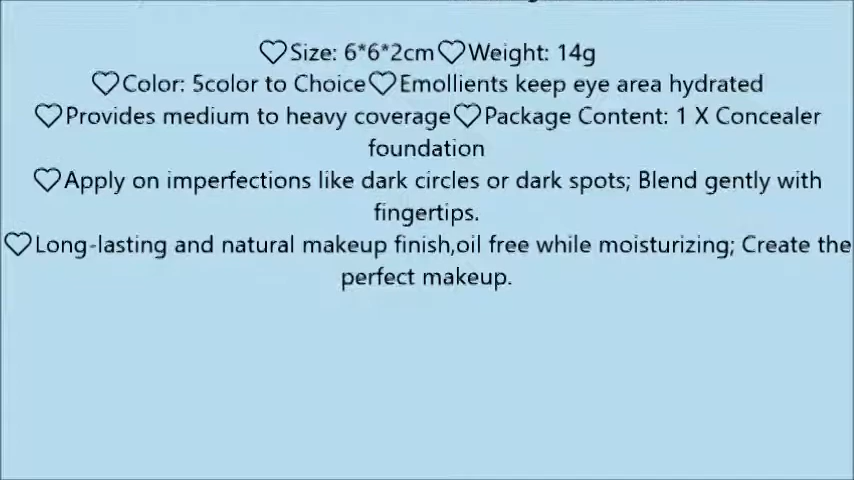 ♡Size: 6*6*2cm♡Weight: 14g
♡Color: 5color to Choice♡Emollients keep eye area hydrated
♡Provides medium to heavy coverage♡Package Content: 1 X Concealer
foundation
♡Apply on imperfections like dark circles or dark spots; Blend gently with
fingertips.
♡Long-lasting and natural makeup finish,oil free while moisturizing; Create the
perfect makeup.